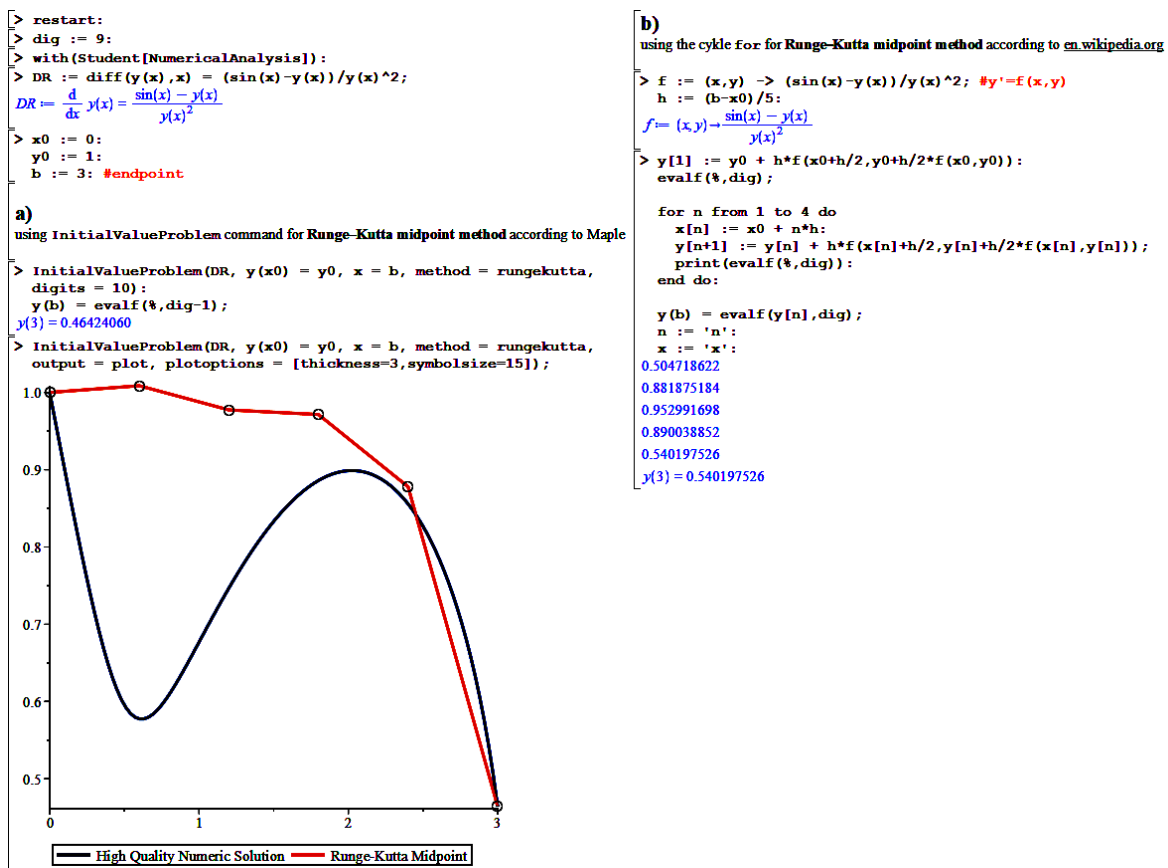 > restart:
> dig := 9:
> with(Student[NumericalAnalysis]):
> DR := diff(y(x),x) = (sin(x)-y(x))/y(x)^2;
DR := d/dx y(x) = (sin(x) − y(x))/y(x)²
> x0 := 0:
y0 := 1:
b := 3: #endpoint
a)
using InitialValueProblem command for Runge–Kutta midpoint method according to Maple
> InitialValueProblem(DR, y(x0) = y0, x = b, method = rungekutta,
digits = 10):
y(b) = evalf(%,dig-1);
y(3) = 0.46424060
> InitialValueProblem(DR, y(x0) = y0, x = b, method = rungekutta,
output = plot, plotoptions = [thickness=3,symbolsize=15]);
1.0
0.9
0.8
0.7
0.6
0.5
0 1 2 3
High Quality Numeric Solution Runge-Kutta Midpoint
b)
using the cykle for for Runge–Kutta midpoint method according to en.wikipedia.org
> f := (x,y) -> (sin(x)-y(x))/y(x)^2; #y'=f(x,y)
h := (b-x0)/5:
f := (x, y) → (sin(x) − y(x))/y(x)²
> y[1] := y0 + h*f(x0+h/2,y0+h/2*f(x0,y0)):
evalf(%,dig);
for n from 1 to 4 do
x[n] := x0 + n*h:
y[n+1] := y[n] + h*f(x[n]+h/2,y[n]+h/2*f(x[n],y[n]));
print(evalf(%,dig)):
end do:
y(b) = evalf(y[n],dig);
n := 'n':
x := 'x':
0.504718622
0.881875184
0.952991698
0.890038852
0.540197526
y(3) = 0.540197526